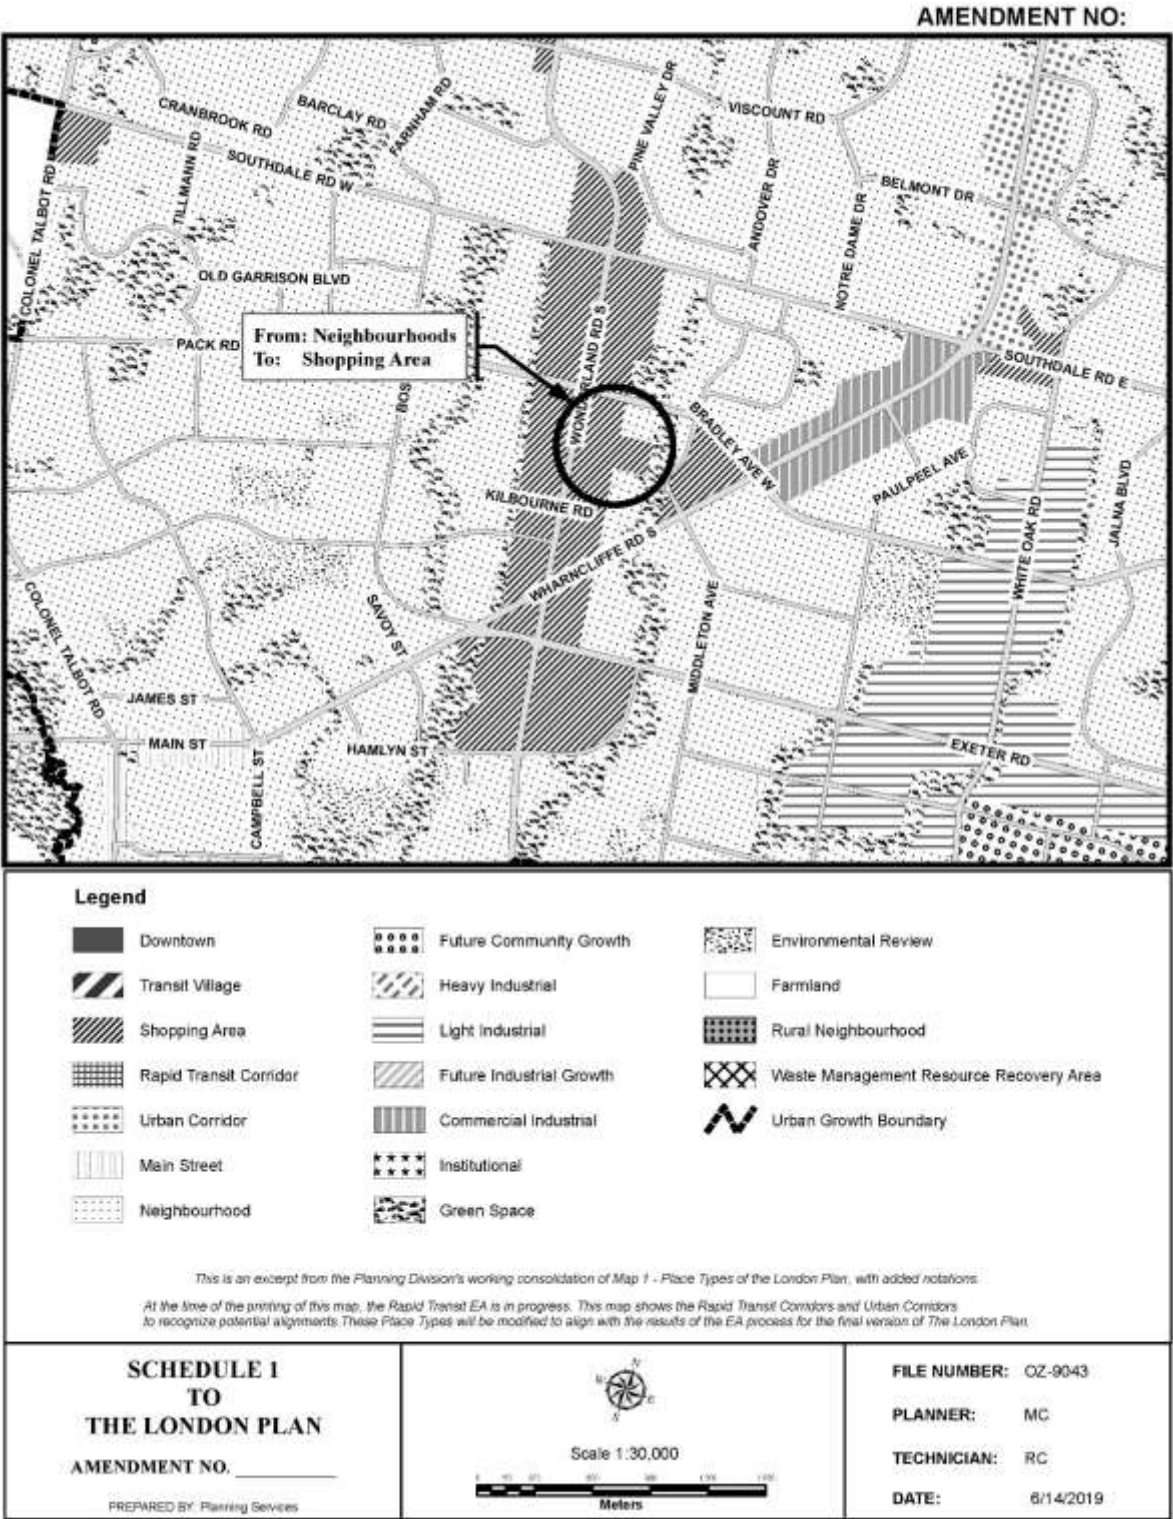 AMENDMENT NO:
CRANBROOK RD
BARCLAY RD
FARNHAM RD
PINE VALLEY DR
VISCOUNT RD
SOUTHDALE RD W
TILLMANN RD
COLONEL TALBOT RD
ANDOVER DR
BELMONT DR
NOTRE DAME DR
OLD GARRISON BLVD
PACK RD
From: Neighbourhoods
To: Shopping Area
WONDERLAND RD S
SOUTHDALE RD E
BOS
BRADLEY AVE W
PAULPEEL AVE
KILBOURNE RD
WHARNCLIFFE RD S
WHITE OAK RD
JALNA BLVD
COLONEL TALBOT RD
SAVOY ST
MIDDLETON AVE
JAMES ST
MAIN ST
CAMPBELL ST
HAMLYN ST
EXETER RD
Legend
Downtown
Transit Village
Shopping Area
Rapid Transit Corridor
Urban Corridor
Main Street
Neighbourhood
Future Community Growth
Heavy Industrial
Light Industrial
Future Industrial Growth
Commercial Industrial
Institutional
Green Space
Environmental Review
Farmland
Rural Neighbourhood
Waste Management Resource Recovery Area
Urban Growth Boundary
This is an excerpt from the Planning Division's working consolidation of Map 1 - Place Types of the London Plan, with added notations.
At the time of the printing of this map, the Rapid Transit EA is in progress. This map shows the Rapid Transit Corridors and Urban Corridors
to recognize potential alignments. These Place Types will be modified to align with the results of the EA process for the final version of The London Plan.
SCHEDULE 1
TO
THE LONDON PLAN
AMENDMENT NO. ____________
PREPARED BY: Planning Services
N
W
E
S
Scale 1:30,000
0
Meters
FILE NUMBER: OZ-9043
PLANNER: MC
TECHNICIAN: RC
DATE: 6/14/2019